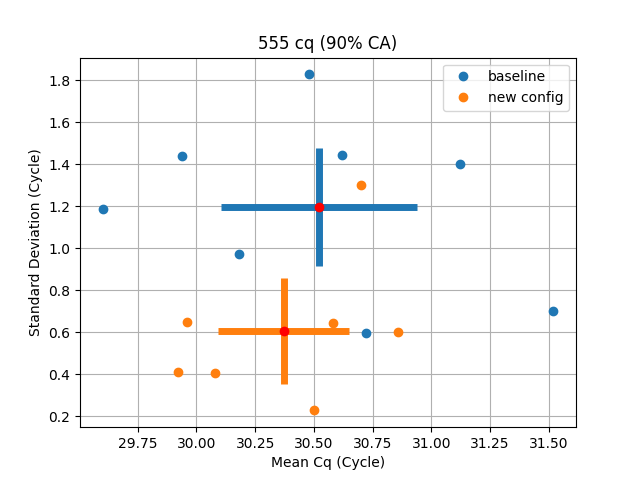 555 cq (90% CA)
baseline
new config
1.8
1.6
1.4
1.2
1.0
0.8
0.6
0.4
0.2
Standard Deviation (Cycle)
29.75 30.00 30.25 30.50 30.75 31.00 31.25 31.50
Mean Cq (Cycle)